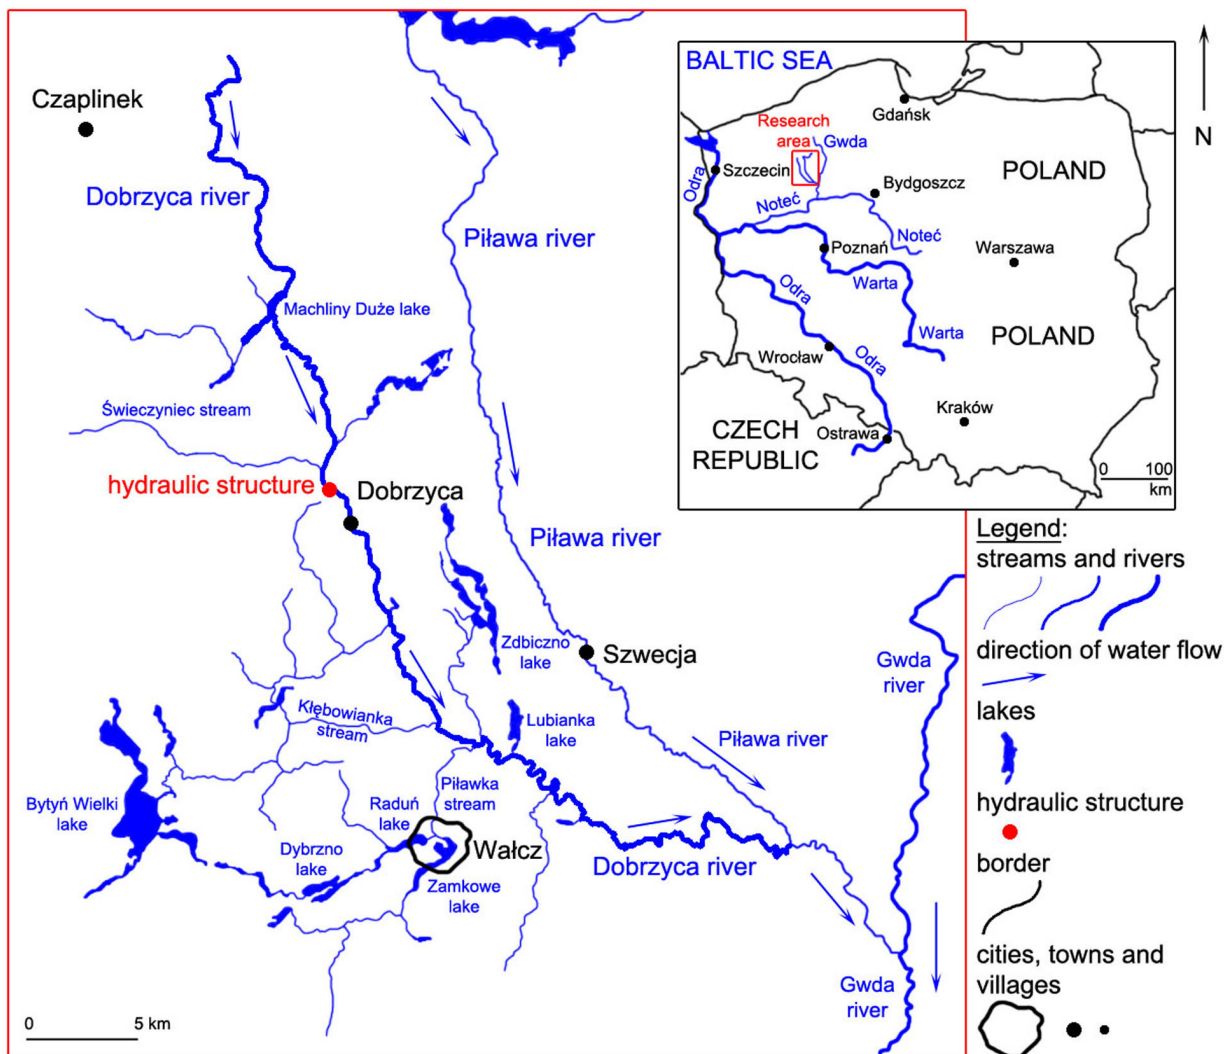 Czaplinek
Dobrzyca river
Piława river
Machliny Duże lake
Świeczyniec stream
hydraulic structure
Dobrzyca
Piława river
Zdbiczno
lake
Szwecja
Gwda
river
Kłębowianka
stream
Lubianka
lake
Piława river
Bytyń Wielki
lake
Raduń
lake
Piławka
stream
Dybrzno
lake
Wałcz
Zamkowe
lake
Dobrzyca river
Gwda
river
0 5 km
BALTIC SEA
Gdańsk
Research
area
Gwda
Szczecin
Odra
POLAND
Bydgoszcz
Noteć
Noteć
Poznań
Warszawa
Odra
Warta
Warta
POLAND
Wrocław
Odra
Kraków
CZECH
REPUBLIC
Ostrawa
0 100
km
N
Legend:
streams and rivers
direction of water flow
lakes
hydraulic structure
border
cities, towns and
villages